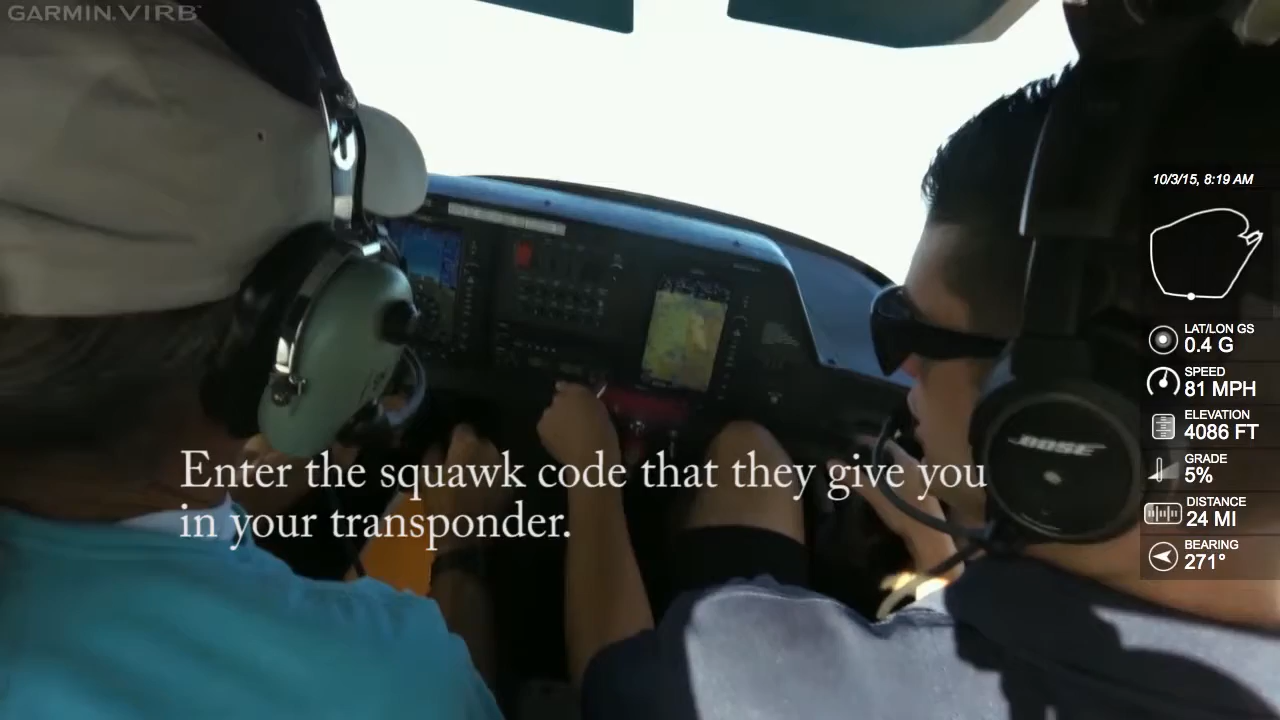 GARMIN.VIRB
10/3/15, 8:19 AM
LAT/LON GS
0.4 G
SPEED
81 MPH
ELEVATION
4086 FT
GRADE
5%
DISTANCE
24 MI
BEARING
271°
BOSE
Enter the squawk code that they give you
in your transponder.